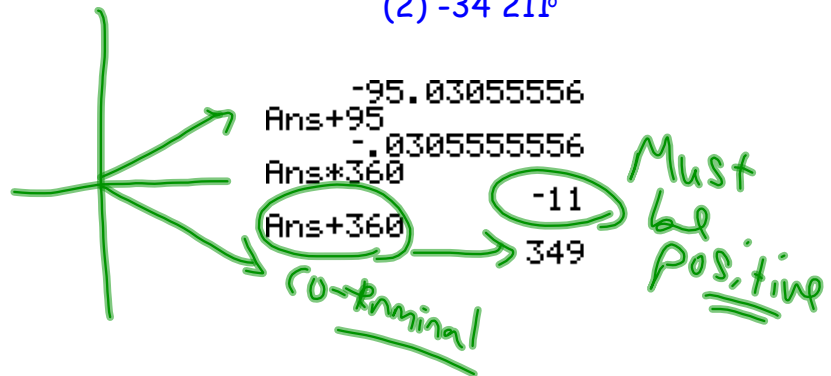 (2) -34 211°
-95.03055556
Ans+95
-.0305555556
Ans*360
-11
Ans+360
349
Must
be
positive
co-terminal